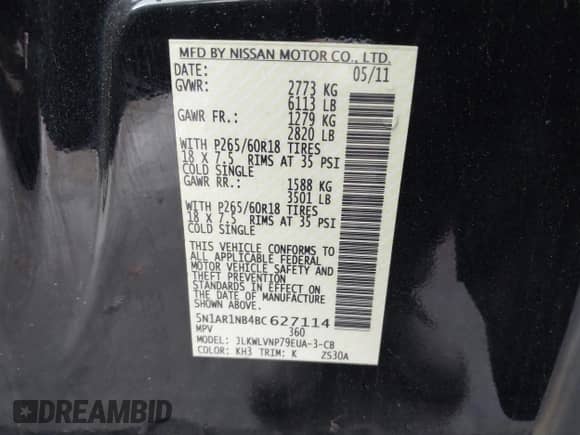 MFD BY NISSAN MOTOR CO., LTD.
DATE: 05/11
GVWR: 2773 KG
6113 LB
GAWR FR.: 1279 KG
2820 LB
WITH P265/60R18 TIRES
18 X 7.5 RIMS AT 35 PSI
COLD SINGLE
GAWR RR.: 1588 KG
3501 LB
WITH P265/60R18 TIRES
18 X 7.5 RIMS AT 35 PSI
COLD SINGLE
THIS VEHICLE CONFORMS TO
ALL APPLICABLE FEDERAL
MOTOR VEHICLE SAFETY AND
THEFT PREVENTION
STANDARDS IN EFFECT ON
THE DATE OF MANUFACTURE
SHOWN ABOVE.
5N1AR1NB4BC627114
MPV 360
MODEL: JLKWLVNP79EUA-3-CB
COLOR: KH3 TRIM: K ZS30A
DREAMBID
.com